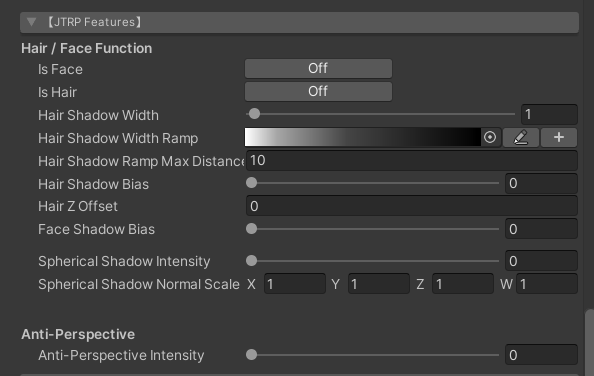 【JTRP Features】
Hair / Face Function
Is Face Off
Is Hair Off
Hair Shadow Width 1
Hair Shadow Width Ramp
Hair Shadow Ramp Max Distance 10
Hair Shadow Bias 0
Hair Z Offset 0
Face Shadow Bias 0
Spherical Shadow Intensity 0
Spherical Shadow Normal Scale X 1 Y 1 Z 1 W 1
Anti-Perspective
Anti-Perspective Intensity 0